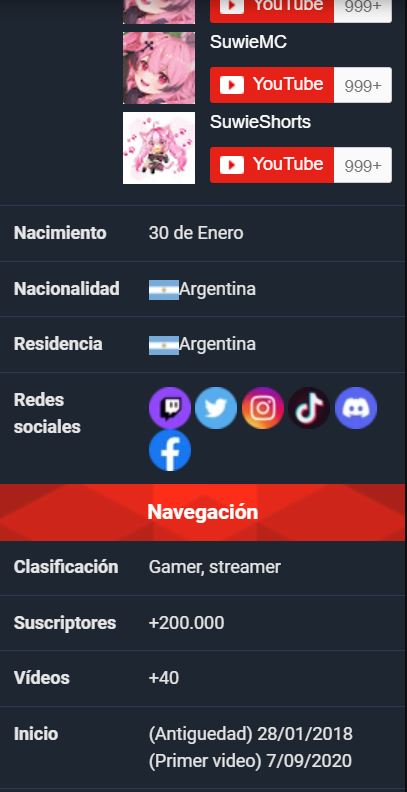 YouTube 999+
SuwieMC
YouTube 999+
SuwieShorts
YouTube 999+
Nacimiento 30 de Enero
Nacionalidad Argentina
Residencia Argentina
Redes
sociales
Navegación
Clasificación Gamer, streamer
Suscriptores +200.000
Vídeos +40
Inicio (Antiguedad) 28/01/2018
(Primer video) 7/09/2020